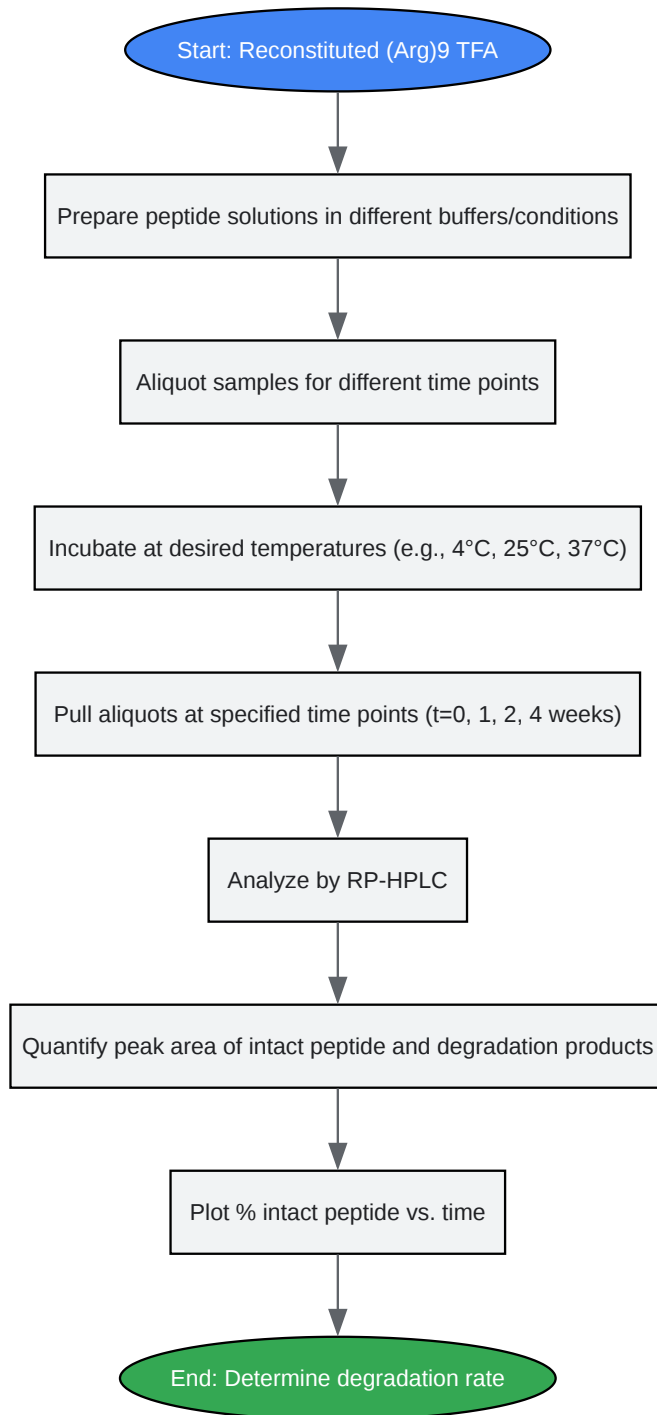 Start: Reconstituted (Arg)9 TFA
Prepare peptide solutions in different buffers/conditions
Aliquot samples for different time points
Incubate at desired temperatures (e.g., 4°C, 25°C, 37°C)
Pull aliquots at specified time points (t=0, 1, 2, 4 weeks)
Analyze by RP-HPLC
Quantify peak area of intact peptide and degradation products
Plot % intact peptide vs. time
End: Determine degradation rate